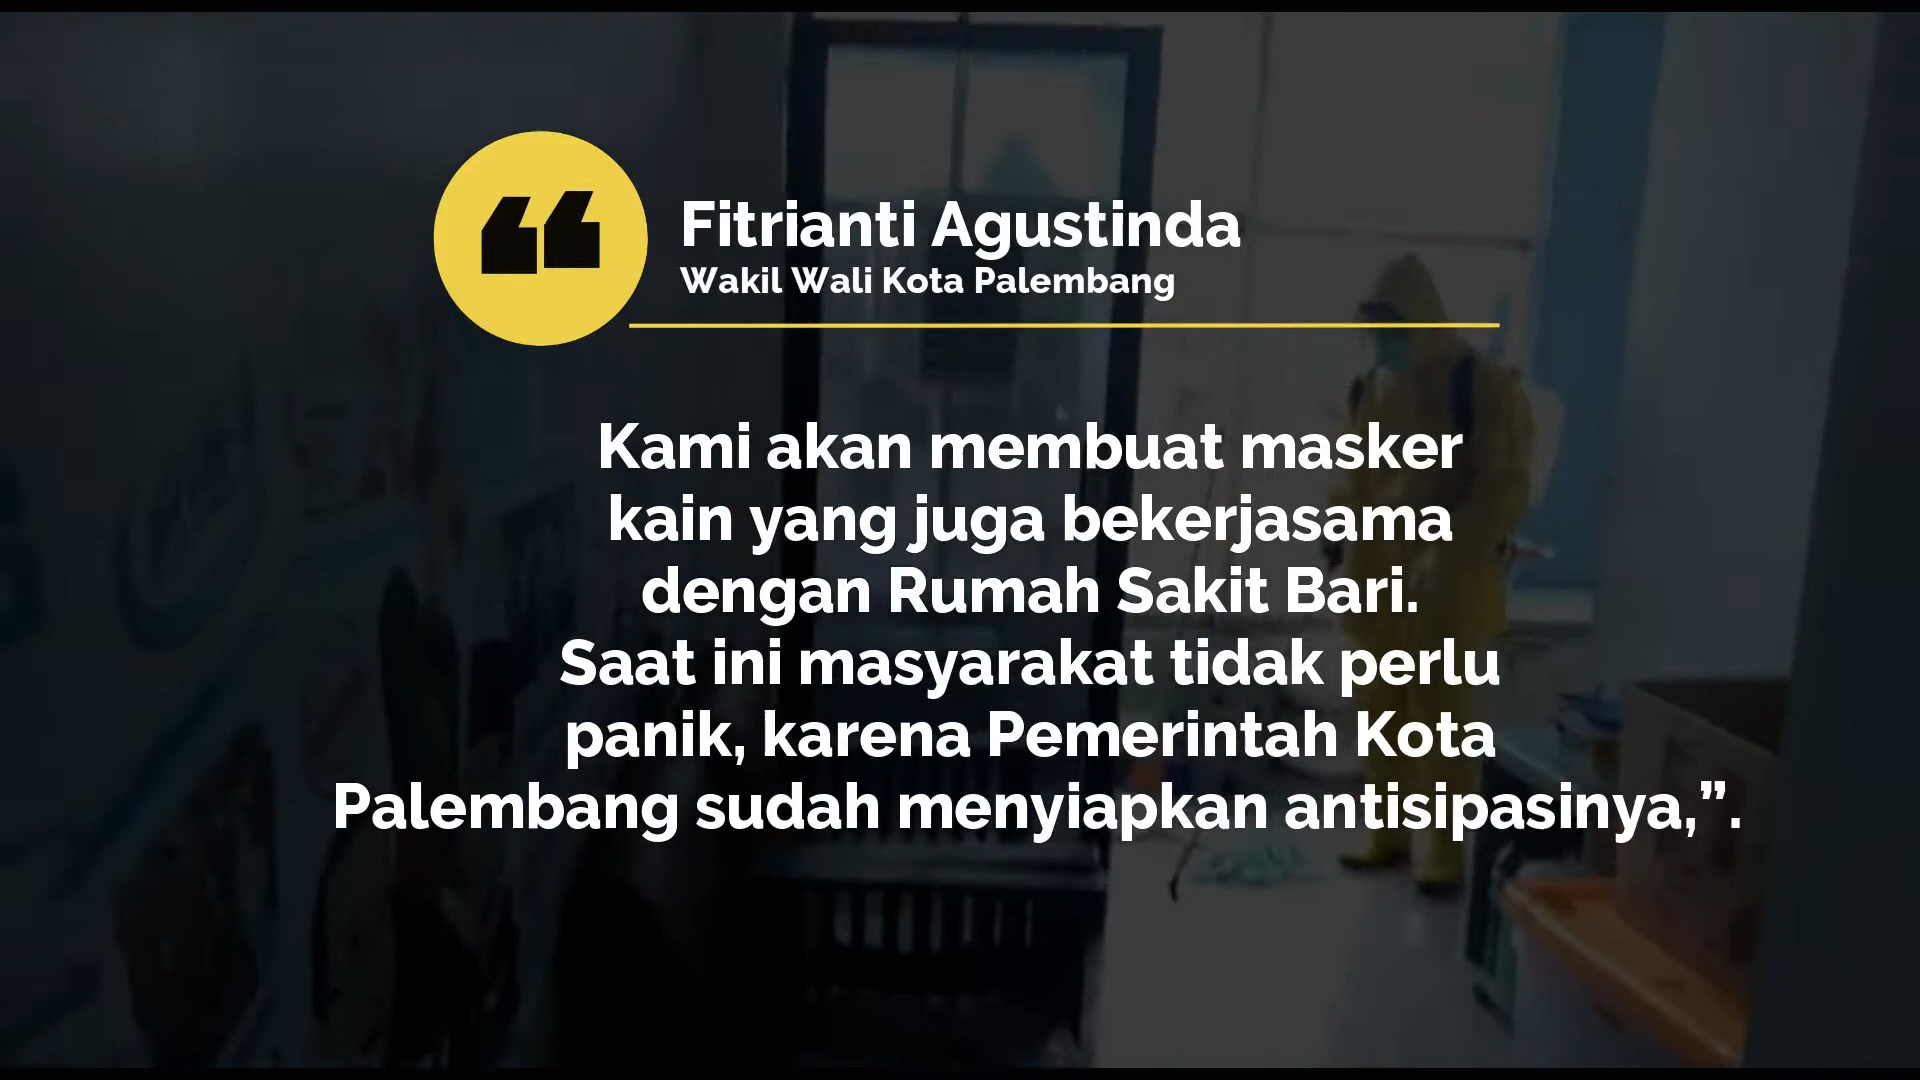 Fitrianti Agustinda
Wakil Wali Kota Palembang
Kami akan membuat masker
kain yang juga bekerjasama
dengan Rumah Sakit Bari.
Saat ini masyarakat tidak perlu
panik, karena Pemerintah Kota
Palembang sudah menyiapkan antisipasinya,”.